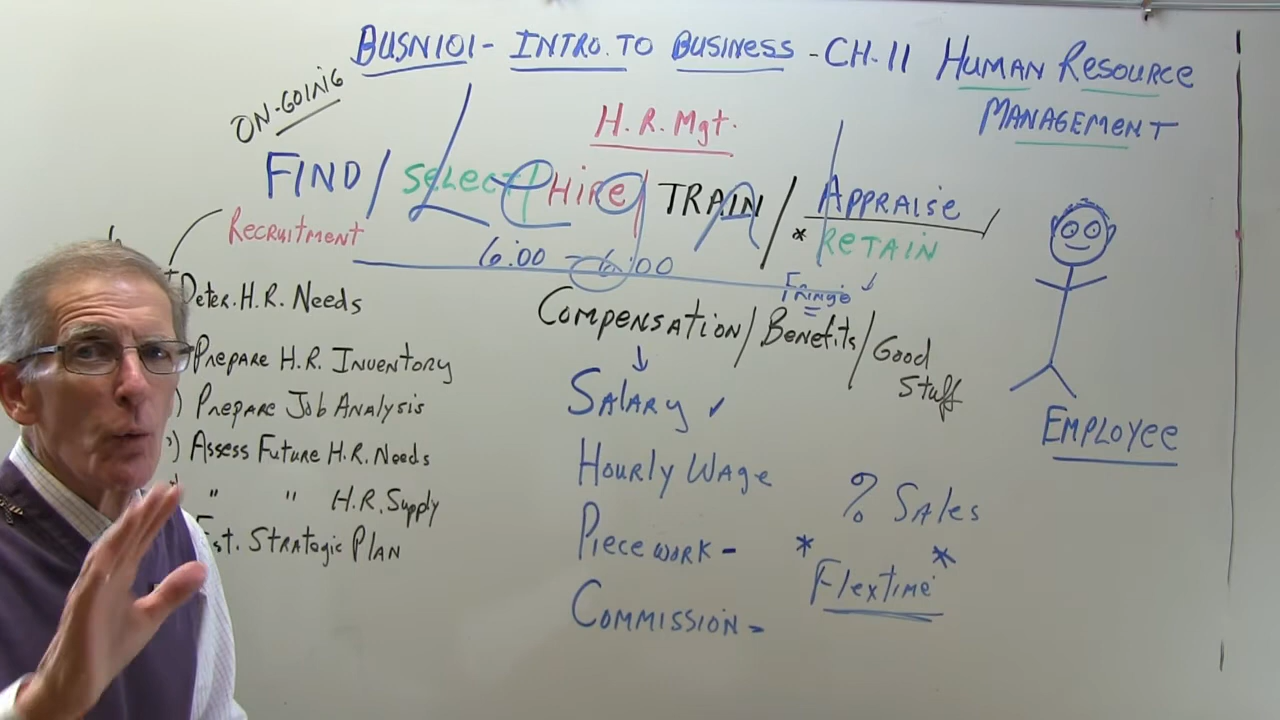 BUSN101 - INTRO. TO BUSINESS - CH. 11 HUMAN RESOURCE
MANAGEMENT
ON-GOING
H.R. Mgt.
FIND / SELECT / HIRE / TRAIN / APPRAISE /
* RETAIN
RECRUITMENT
6:00 - 6:00
Fringe
COMPENSATION / BENEFITS / GOOD
STUFF
DETER. H.R. NEEDS
PREPARE H.R. INVENTORY
) PREPARE JOB ANALYSIS
) ASSESS FUTURE H.R. NEEDS
" " H.R. SUPPLY
Est. STRATEGIC PLAN
SALARY ✓
HOURLY WAGE
PIECEWORK -
COMMISSION -
% SALES
* *
FLEXTIME
EMPLOYEE